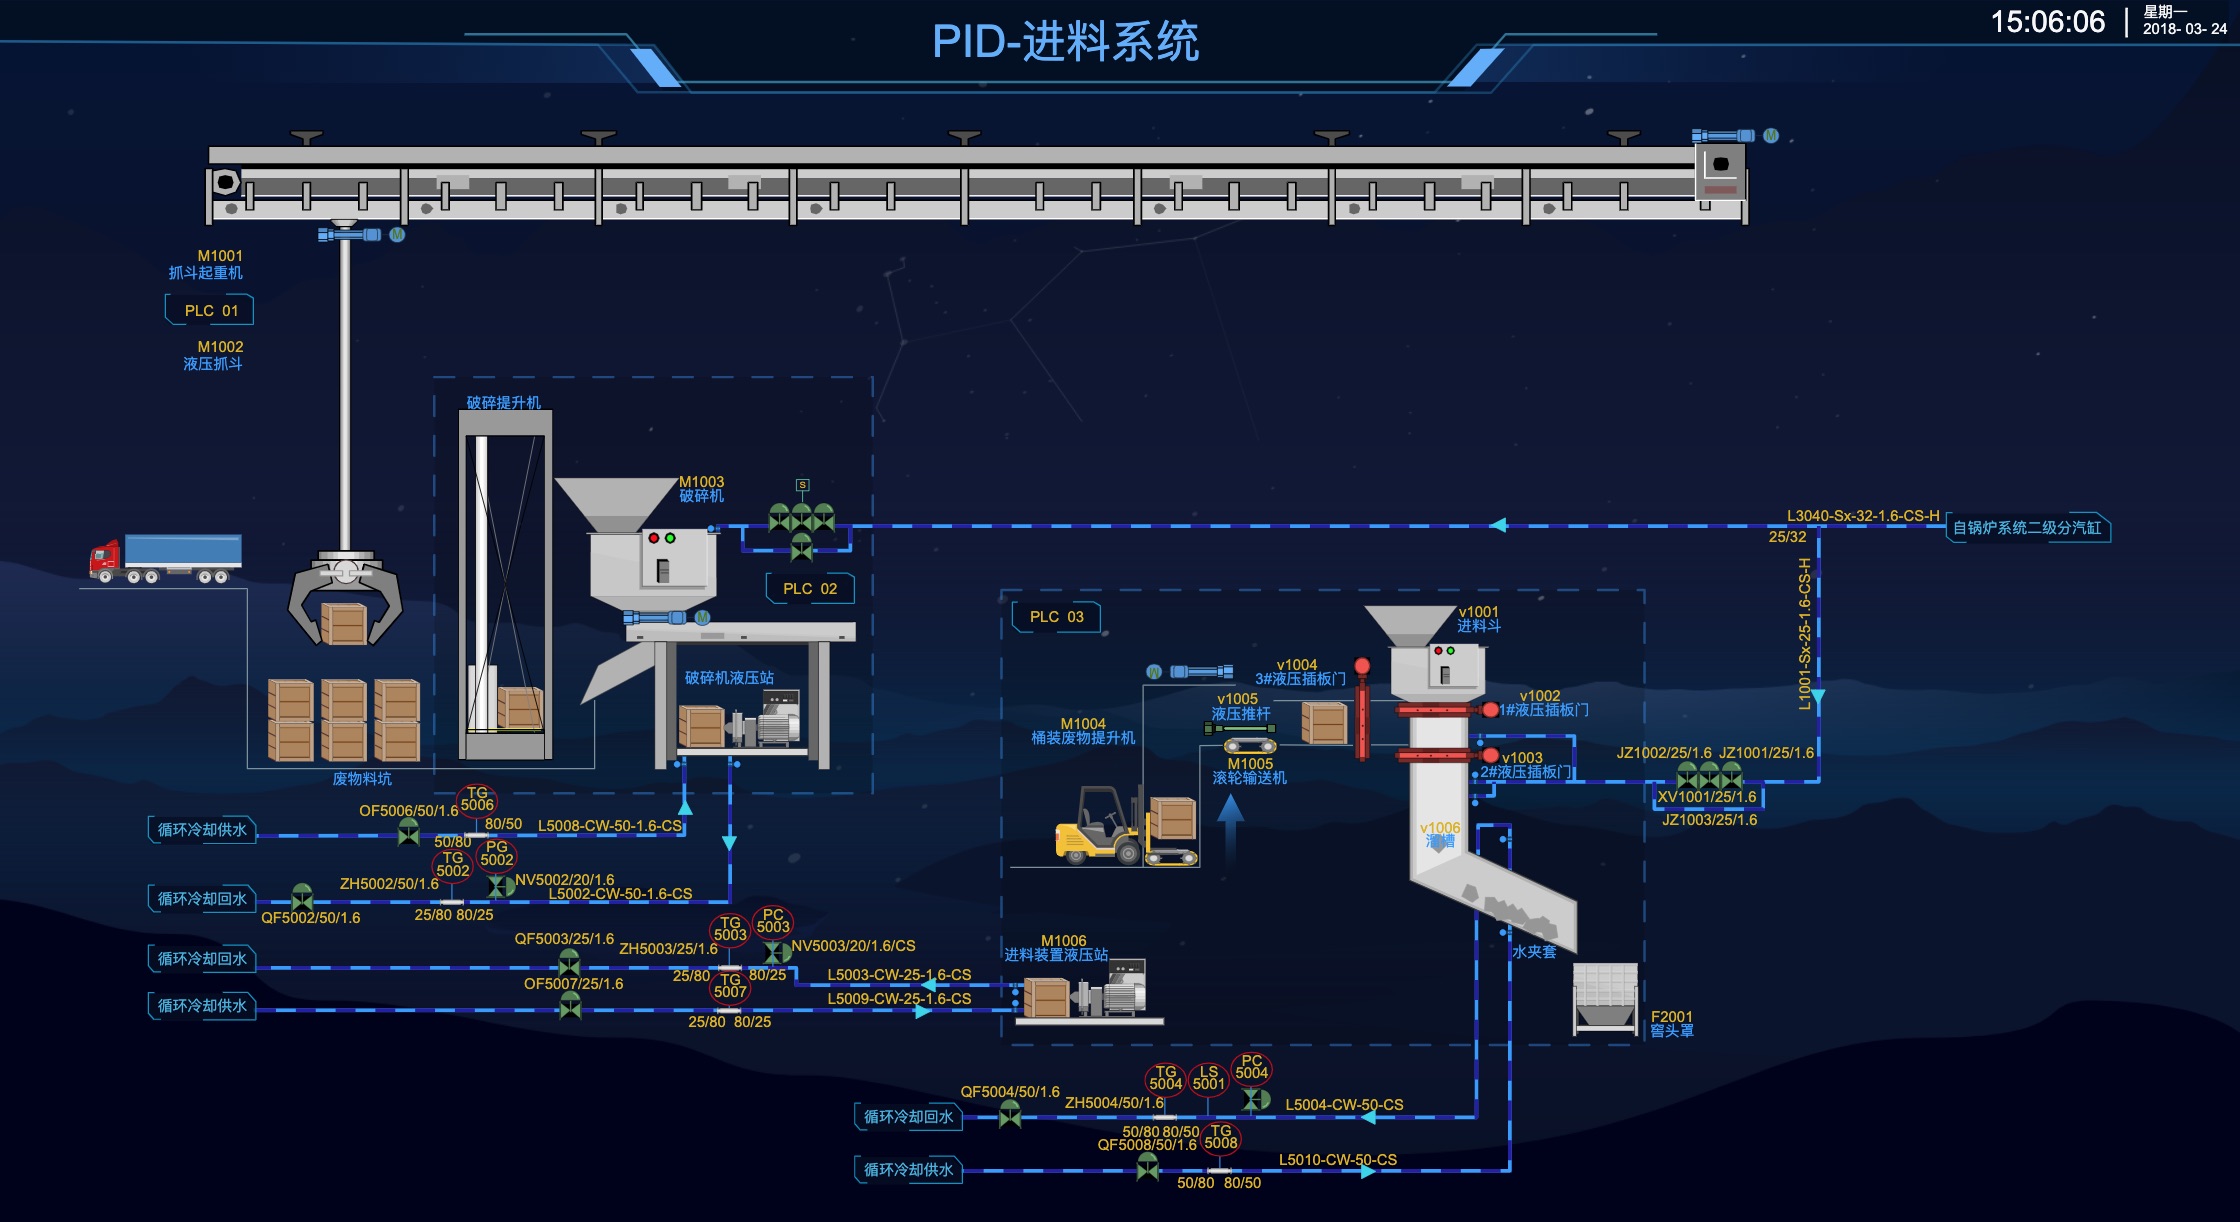 PID-进料系统
15:06:06
星期一
2018- 03- 24
M
M
M1001
抓斗起重机
PLC 01
M1002
液压抓斗
破碎提升机
M1003
破碎机
S
PLC 02
M
破碎机液压站
废物料坑
L3040-Sx-32-1.6-CS-H
25/32
自锅炉系统二级分汽缸
L1001-Sx-25-1.6-CS-H
PLC 03
v1001
进料斗
v1004
3#液压插板门
v1005
液压推杆
v1002
1#液压插板门
M1004
桶装废物提升机
M1005
滚轮输送机
v1003
2#液压插板门
JZ1002/25/1.6
JZ1001/25/1.6
XV1001/25/1.6
JZ1003/25/1.6
v1006
溜槽
水夹套
M1006
进料装置液压站
F2001
窖头罩
循环冷却供水
OF5006/50/1.6
TG
5006
80/50
50/80
L5008-CW-50-1.6-CS
循环冷却回水
QF5002/50/1.6
ZH5002/50/1.6
TG
5002
PG
5002
NV5002/20/1.6
L5002-CW-50-1.6-CS
25/80 80/25
循环冷却回水
QF5003/25/1.6
ZH5003/25/1.6
TG
5003
PC
5003
NV5003/20/1.6/CS
25/80
80/25
L5003-CW-25-1.6-CS
循环冷却供水
OF5007/25/1.6
TG
5007
L5009-CW-25-1.6-CS
25/80 80/25
循环冷却回水
QF5004/50/1.6
ZH5004/50/1.6
TG
5004
LS
5001
PC
5004
L5004-CW-50-CS
50/80 80/50
循环冷却供水
QF5008/50/1.6
TG
5008
L5010-CW-50-CS
50/80 80/50